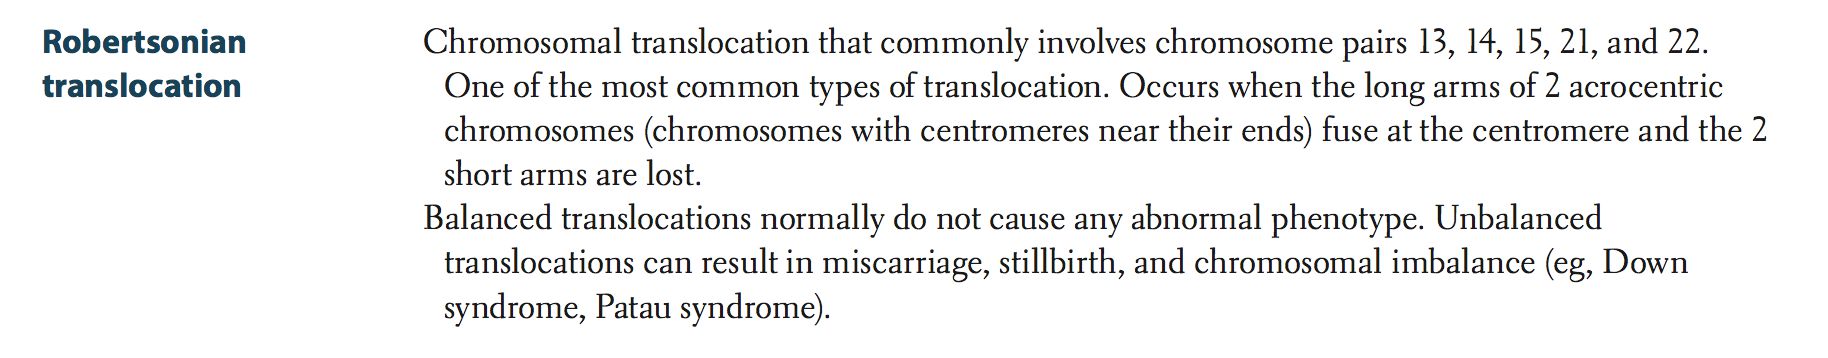 Robertsonian
translocation
Chromosomal translocation that commonly involves chromosome pairs 13, 14, 15, 21, and 22.
One of the most common types of translocation. Occurs when the long arms of 2 acrocentric
chromosomes (chromosomes with centromeres near their ends) fuse at the centromere and the 2
short arms are lost.
Balanced translocations normally do not cause any abnormal phenotype. Unbalanced
translocations can result in miscarriage, stillbirth, and chromosomal imbalance (eg, Down
syndrome, Patau syndrome).